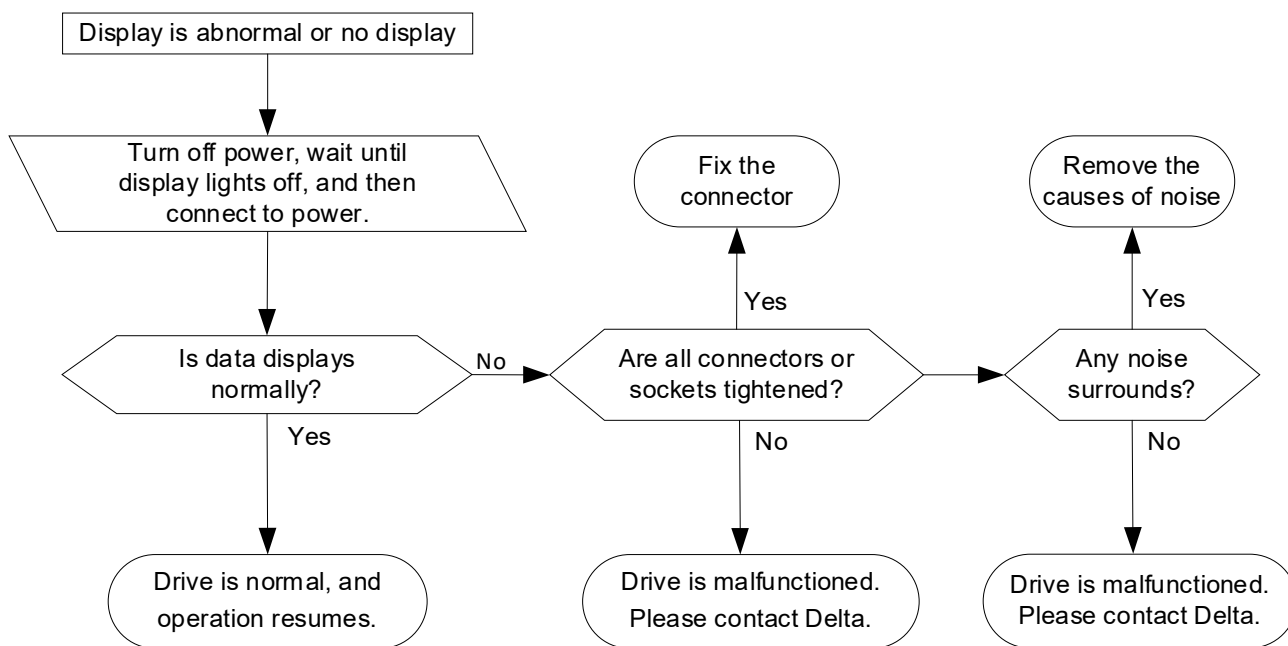 Display is abnormal or no display
Turn off power, wait until
display lights off, and then
connect to power.
Fix the
connector
Remove the
causes of noise
Yes
Yes
Is data displays
normally?
No
Are all connectors or
sockets tightened?
Any noise
surrounds?
Yes
No
No
Drive is normal, and
operation resumes.
Drive is malfunctioned.
Please contact Delta.
Drive is malfunctioned.
Please contact Delta.